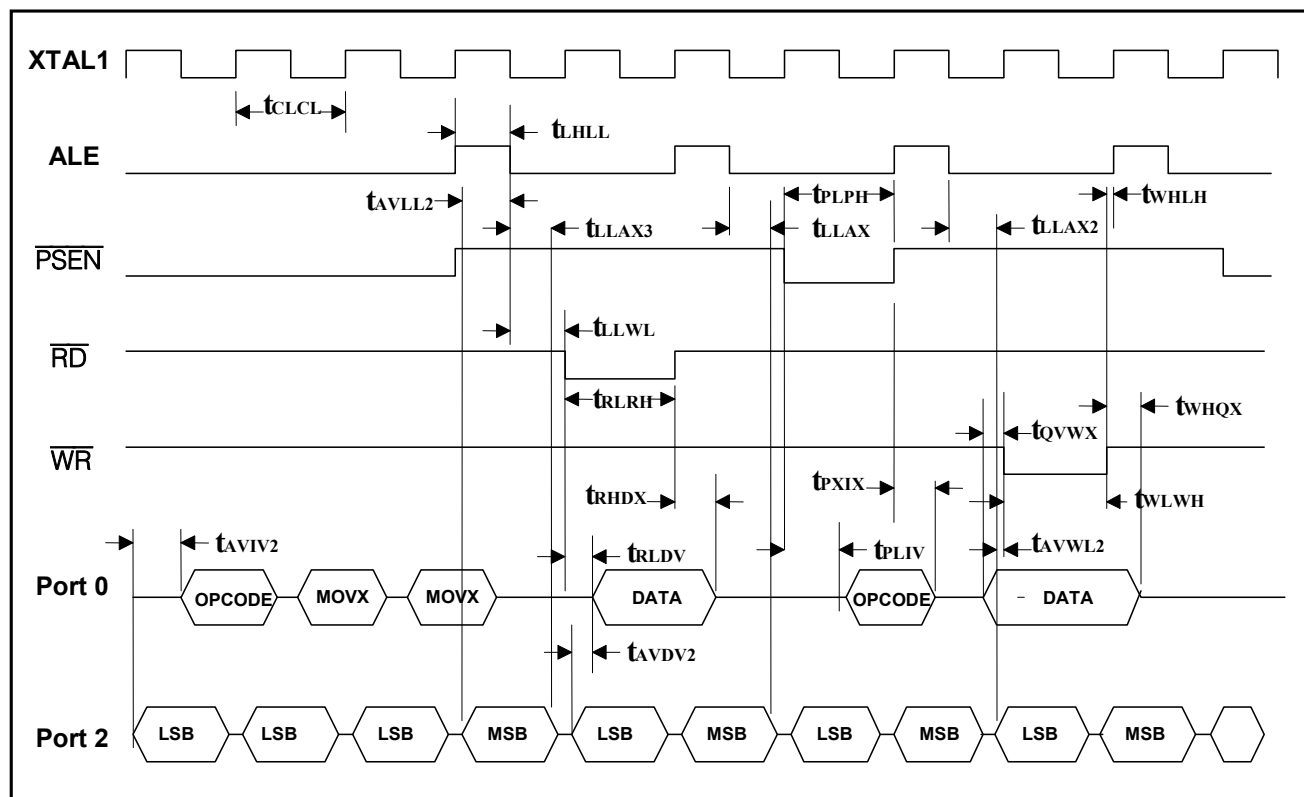 XTAL1
tCLCL
tLHLL
ALE
tAVLL2
tPLPH
tWHLH
tLLAX3
tLLAX
tLLAX2
PSEN
tLLWL
RD
tRLRH
tWHQX
tQVWX
WR
tPXIX
tRHDX
tWLWH
tAVIV2
tRLDV
tPLIV
tAVWL2
Port 0
OPCODE MOVX MOVX DATA OPCODE - DATA
tAVDV2
Port 2
LSB LSB LSB MSB LSB MSB LSB MSB LSB MSB